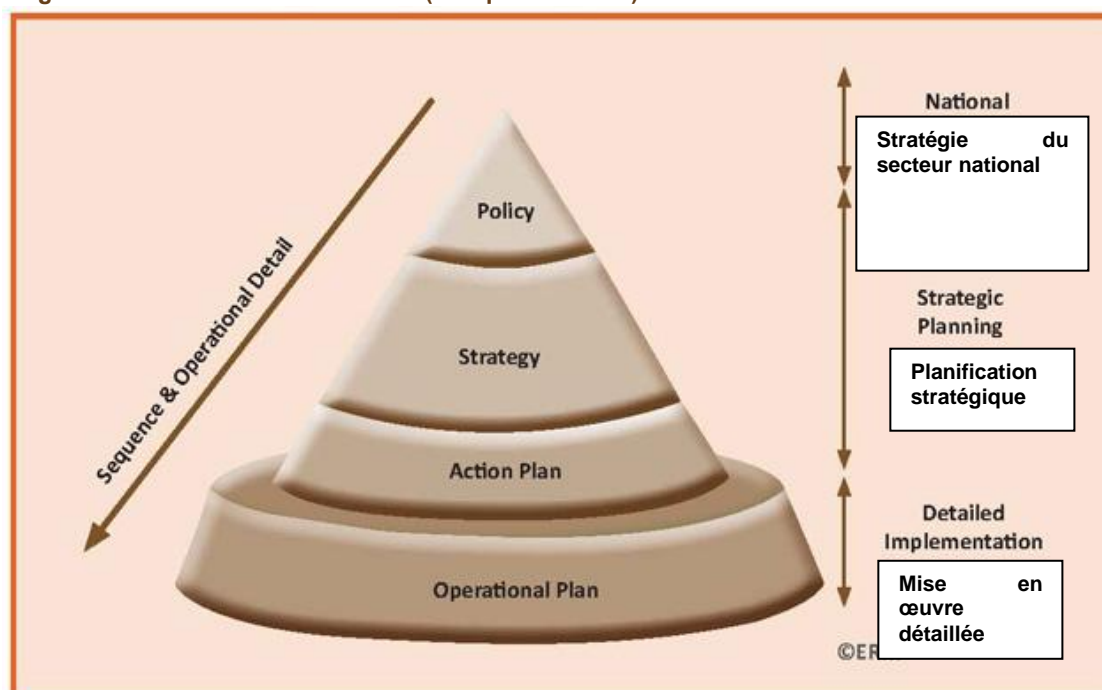 National
Stratégie du
secteur national
Policy
Sequence & Operational Detail
Strategic
Planning
Strategy
Planification
stratégique
Action Plan
Detailed
Implementation
Operational Plan
Mise en
œuvre
détaillée